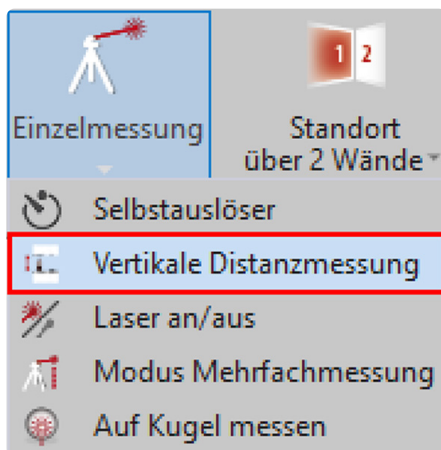 1 2
Einzelmessung
Standort
über 2 Wände
Selbstauslöser
Vertikale Distanzmessung
Laser an/aus
Modus Mehrfachmessung
Auf Kugel messen